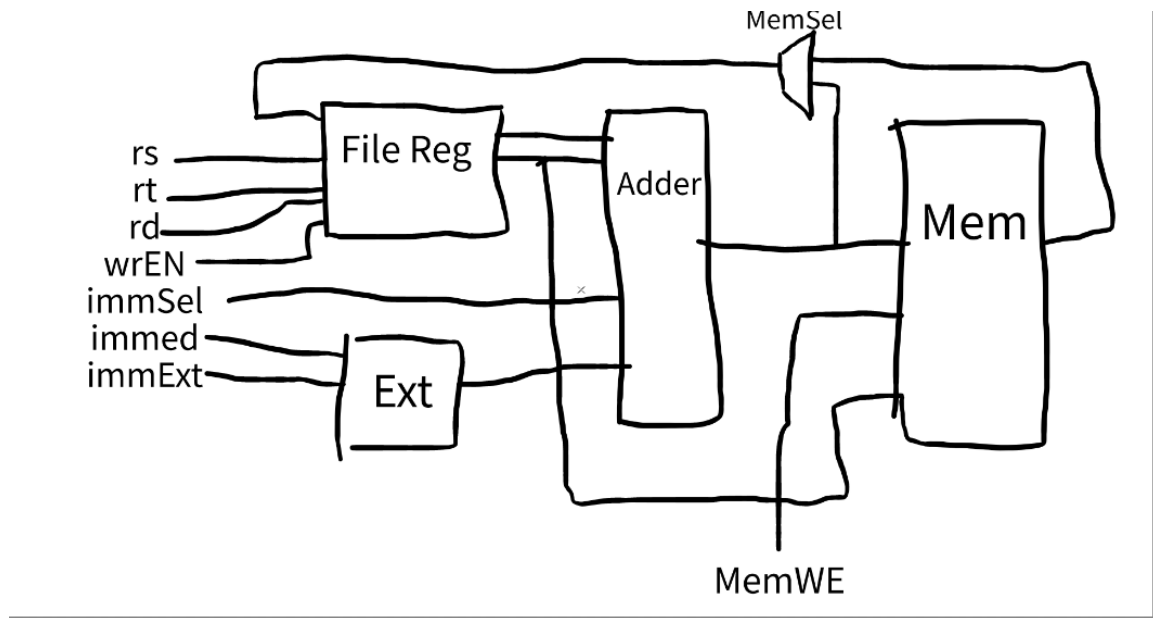 MemSel
File Reg
rs
rt
rd
wrEN
immSel
immed
immExt
Ext
Adder
Mem
MemWE